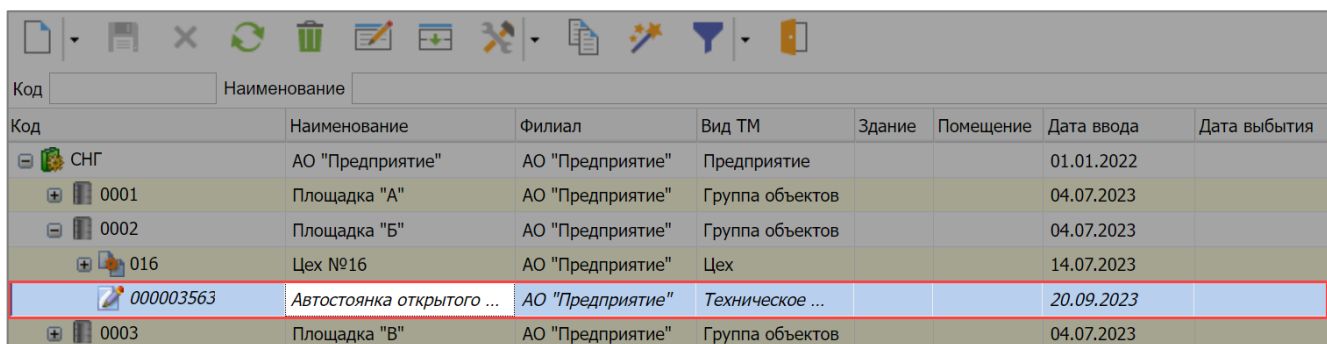 Код Наименование
Код Наименование Филиал Вид ТМ Здание Помещение Дата ввода Дата выбытия
СНГ АО "Предприятие" АО "Предприятие" Предприятие 01.01.2022
0001 Площадка "А" АО "Предприятие" Группа объектов 04.07.2023
0002 Площадка "Б" АО "Предприятие" Группа объектов 04.07.2023
016 Цех №16 АО "Предприятие" Цех 14.07.2023
000003563 Автостоянка открытого ... АО "Предприятие" Техническое ... 20.09.2023
0003 Площадка "В" АО "Предприятие" Группа объектов 04.07.2023